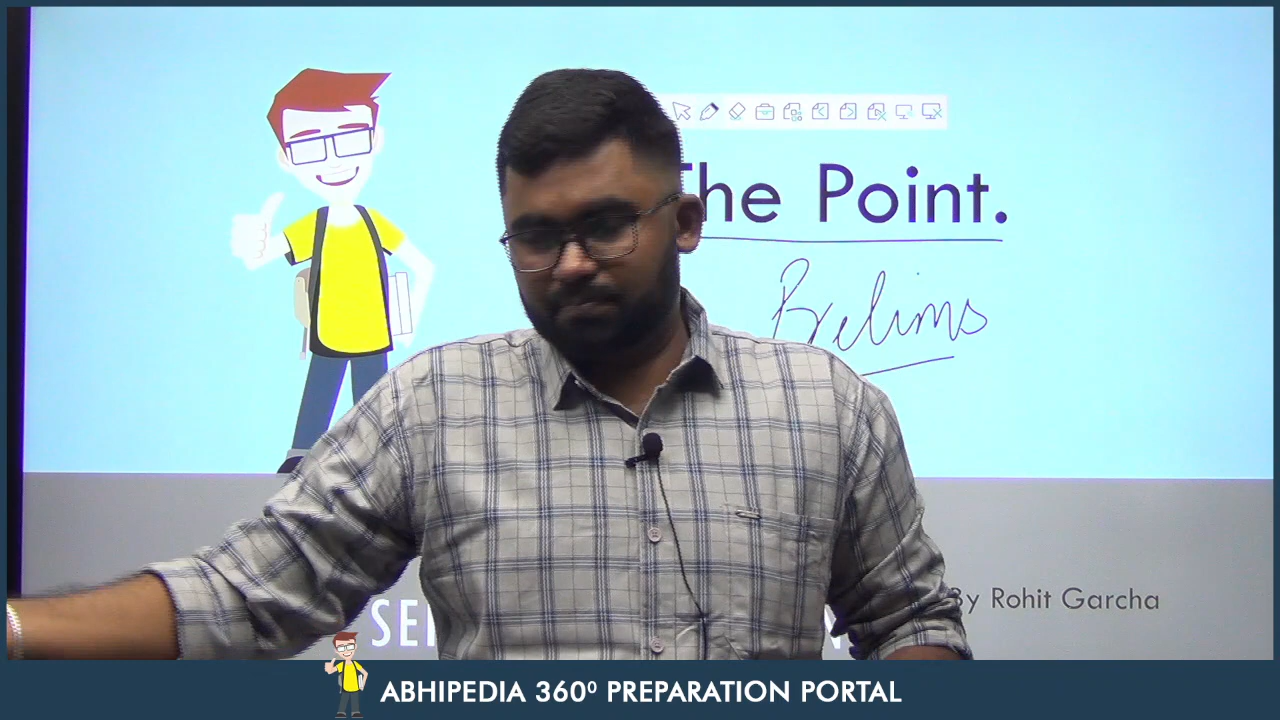 The Point.
Prelims
By Rohit Garcha
ABHIPEDIA 360⁰ PREPARATION PORTAL